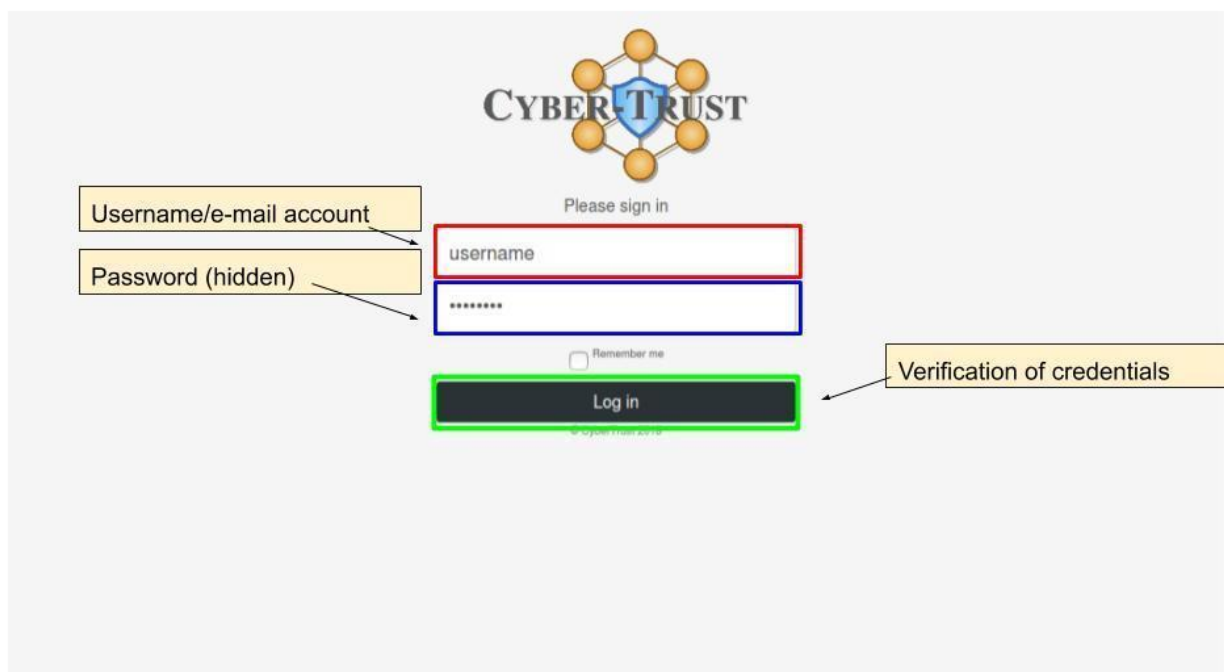 CYBER-TRUST
Please sign in
Username/e-mail account
username
Password (hidden)
••••••••
Remember me
Verification of credentials
Log in